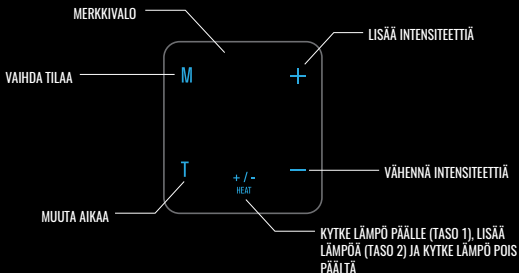 MERKKIVALO
LISÄÄ INTENSITEETTIÄ
VAIHDA TILAA
M
+
T
+ / -
HEAT
−
VÄHENNÄ INTENSITEETTIÄ
MUUTA AIKAA
KYTKE LÄMPÖ PÄÄLLE (TASO 1), LISÄÄ
LÄMPÖÄ (TASO 2) JA KYTKE LÄMPÖ POIS
PÄÄLTÄ